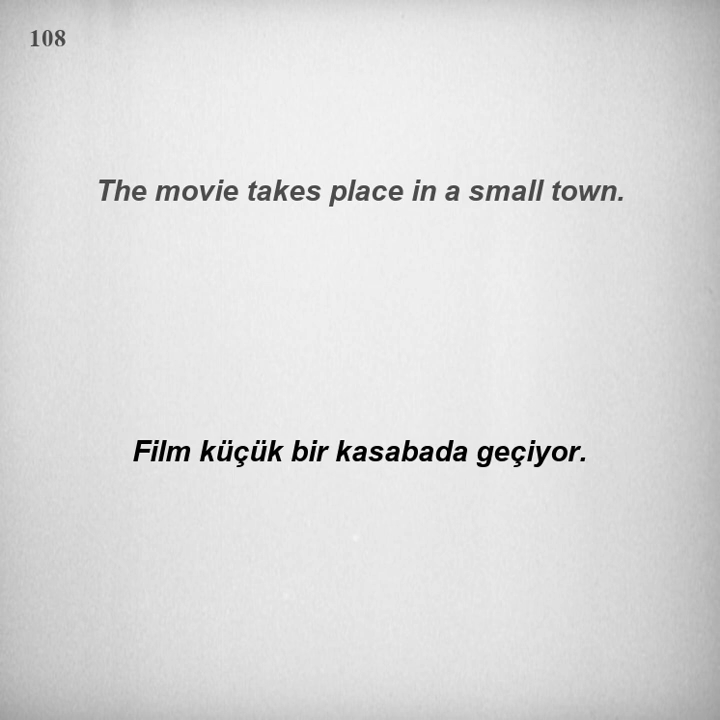 108
The movie takes place in a small town.
Film küçük bir kasabada geçiyor.